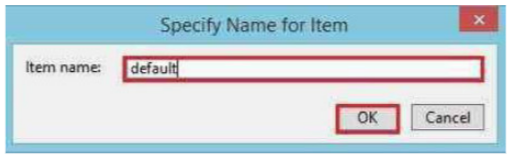 Specify Name for Item
Item name: default
OK Cancel